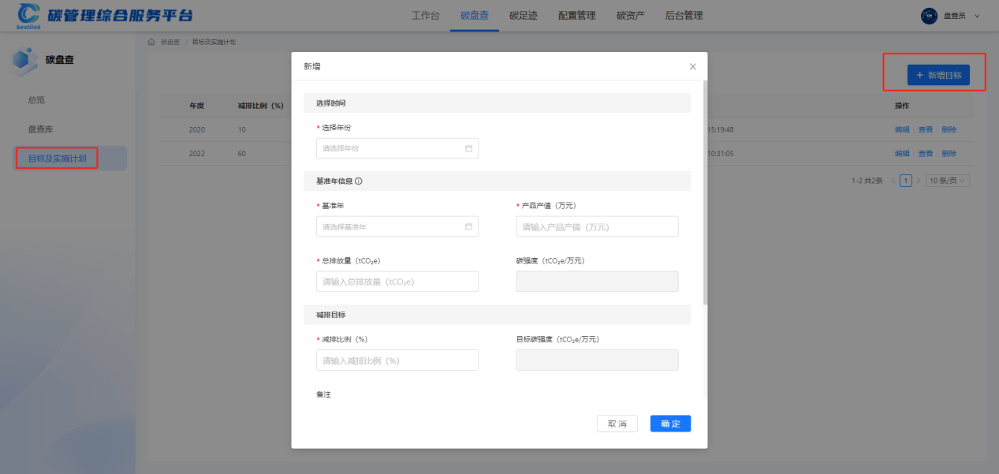 碳管理综合服务平台
bestlink
工作台 碳盘查 碳足迹 配置管理 碳资产 后台管理
盘查员
碳盘查 / 目标及实施计划
碳盘查
总览
盘查库
目标及实施计划
+ 新增目标
年度 减排比例（%） 操作
2020 10 15:19:48 编辑 查看 删除
2022 60 10:31:05 编辑 查看 删除
1-2 共2条 < 1 > 10 条/页
新增
选择时间
* 选择年份
请选择年份
基准年信息
* 基准年 * 产品产值（万元）
请选择基准年 请输入产品产值（万元）
* 总排放量（tCO₂e） 碳强度（tCO₂e/万元）
请输入总排放量（tCO₂e）
减排目标
* 减排比例（%） 目标碳强度（tCO₂e/万元）
请输入减排比例（%）
备注
取 消 确 定